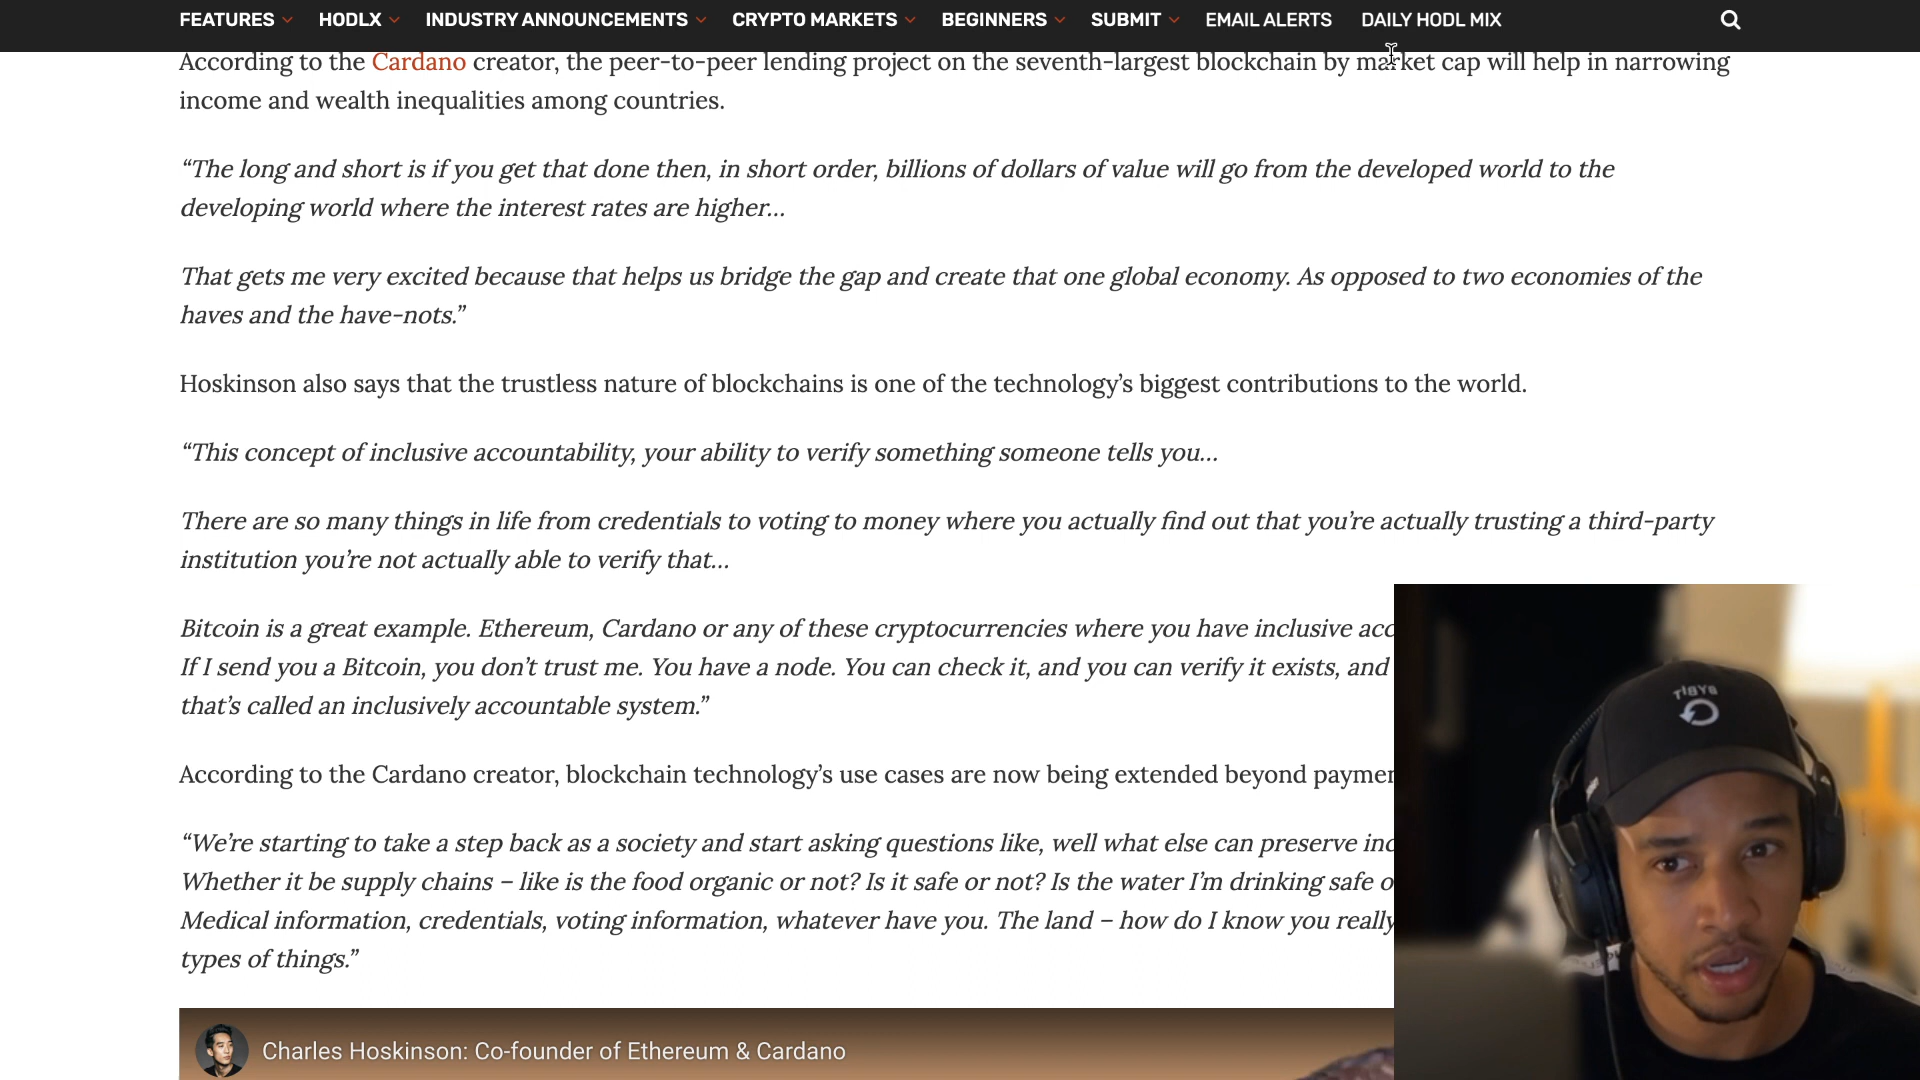 FEATURES HODLX INDUSTRY ANNOUNCEMENTS CRYPTO MARKETS BEGINNERS SUBMIT EMAIL ALERTS DAILY HODL MIX
According to the Cardano creator, the peer-to-peer lending project on the seventh-largest blockchain by market cap will help in narrowing
income and wealth inequalities among countries.
“The long and short is if you get that done then, in short order, billions of dollars of value will go from the developed world to the
developing world where the interest rates are higher…
That gets me very excited because that helps us bridge the gap and create that one global economy. As opposed to two economies of the
haves and the have-nots.”
Hoskinson also says that the trustless nature of blockchains is one of the technology’s biggest contributions to the world.
“This concept of inclusive accountability, your ability to verify something someone tells you…
There are so many things in life from credentials to voting to money where you actually find out that you’re actually trusting a third-party
institution you’re not actually able to verify that…
Bitcoin is a great example. Ethereum, Cardano or any of these cryptocurrencies where you have inclusive acc
If I send you a Bitcoin, you don’t trust me. You have a node. You can check it, and you can verify it exists, and
that’s called an inclusively accountable system.”
According to the Cardano creator, blockchain technology’s use cases are now being extended beyond paymen
“We’re starting to take a step back as a society and start asking questions like, well what else can preserve inc
Whether it be supply chains – like is the food organic or not? Is it safe or not? Is the water I’m drinking safe o
Medical information, credentials, voting information, whatever have you. The land – how do I know you really
types of things.”
Charles Hoskinson: Co-founder of Ethereum & Cardano